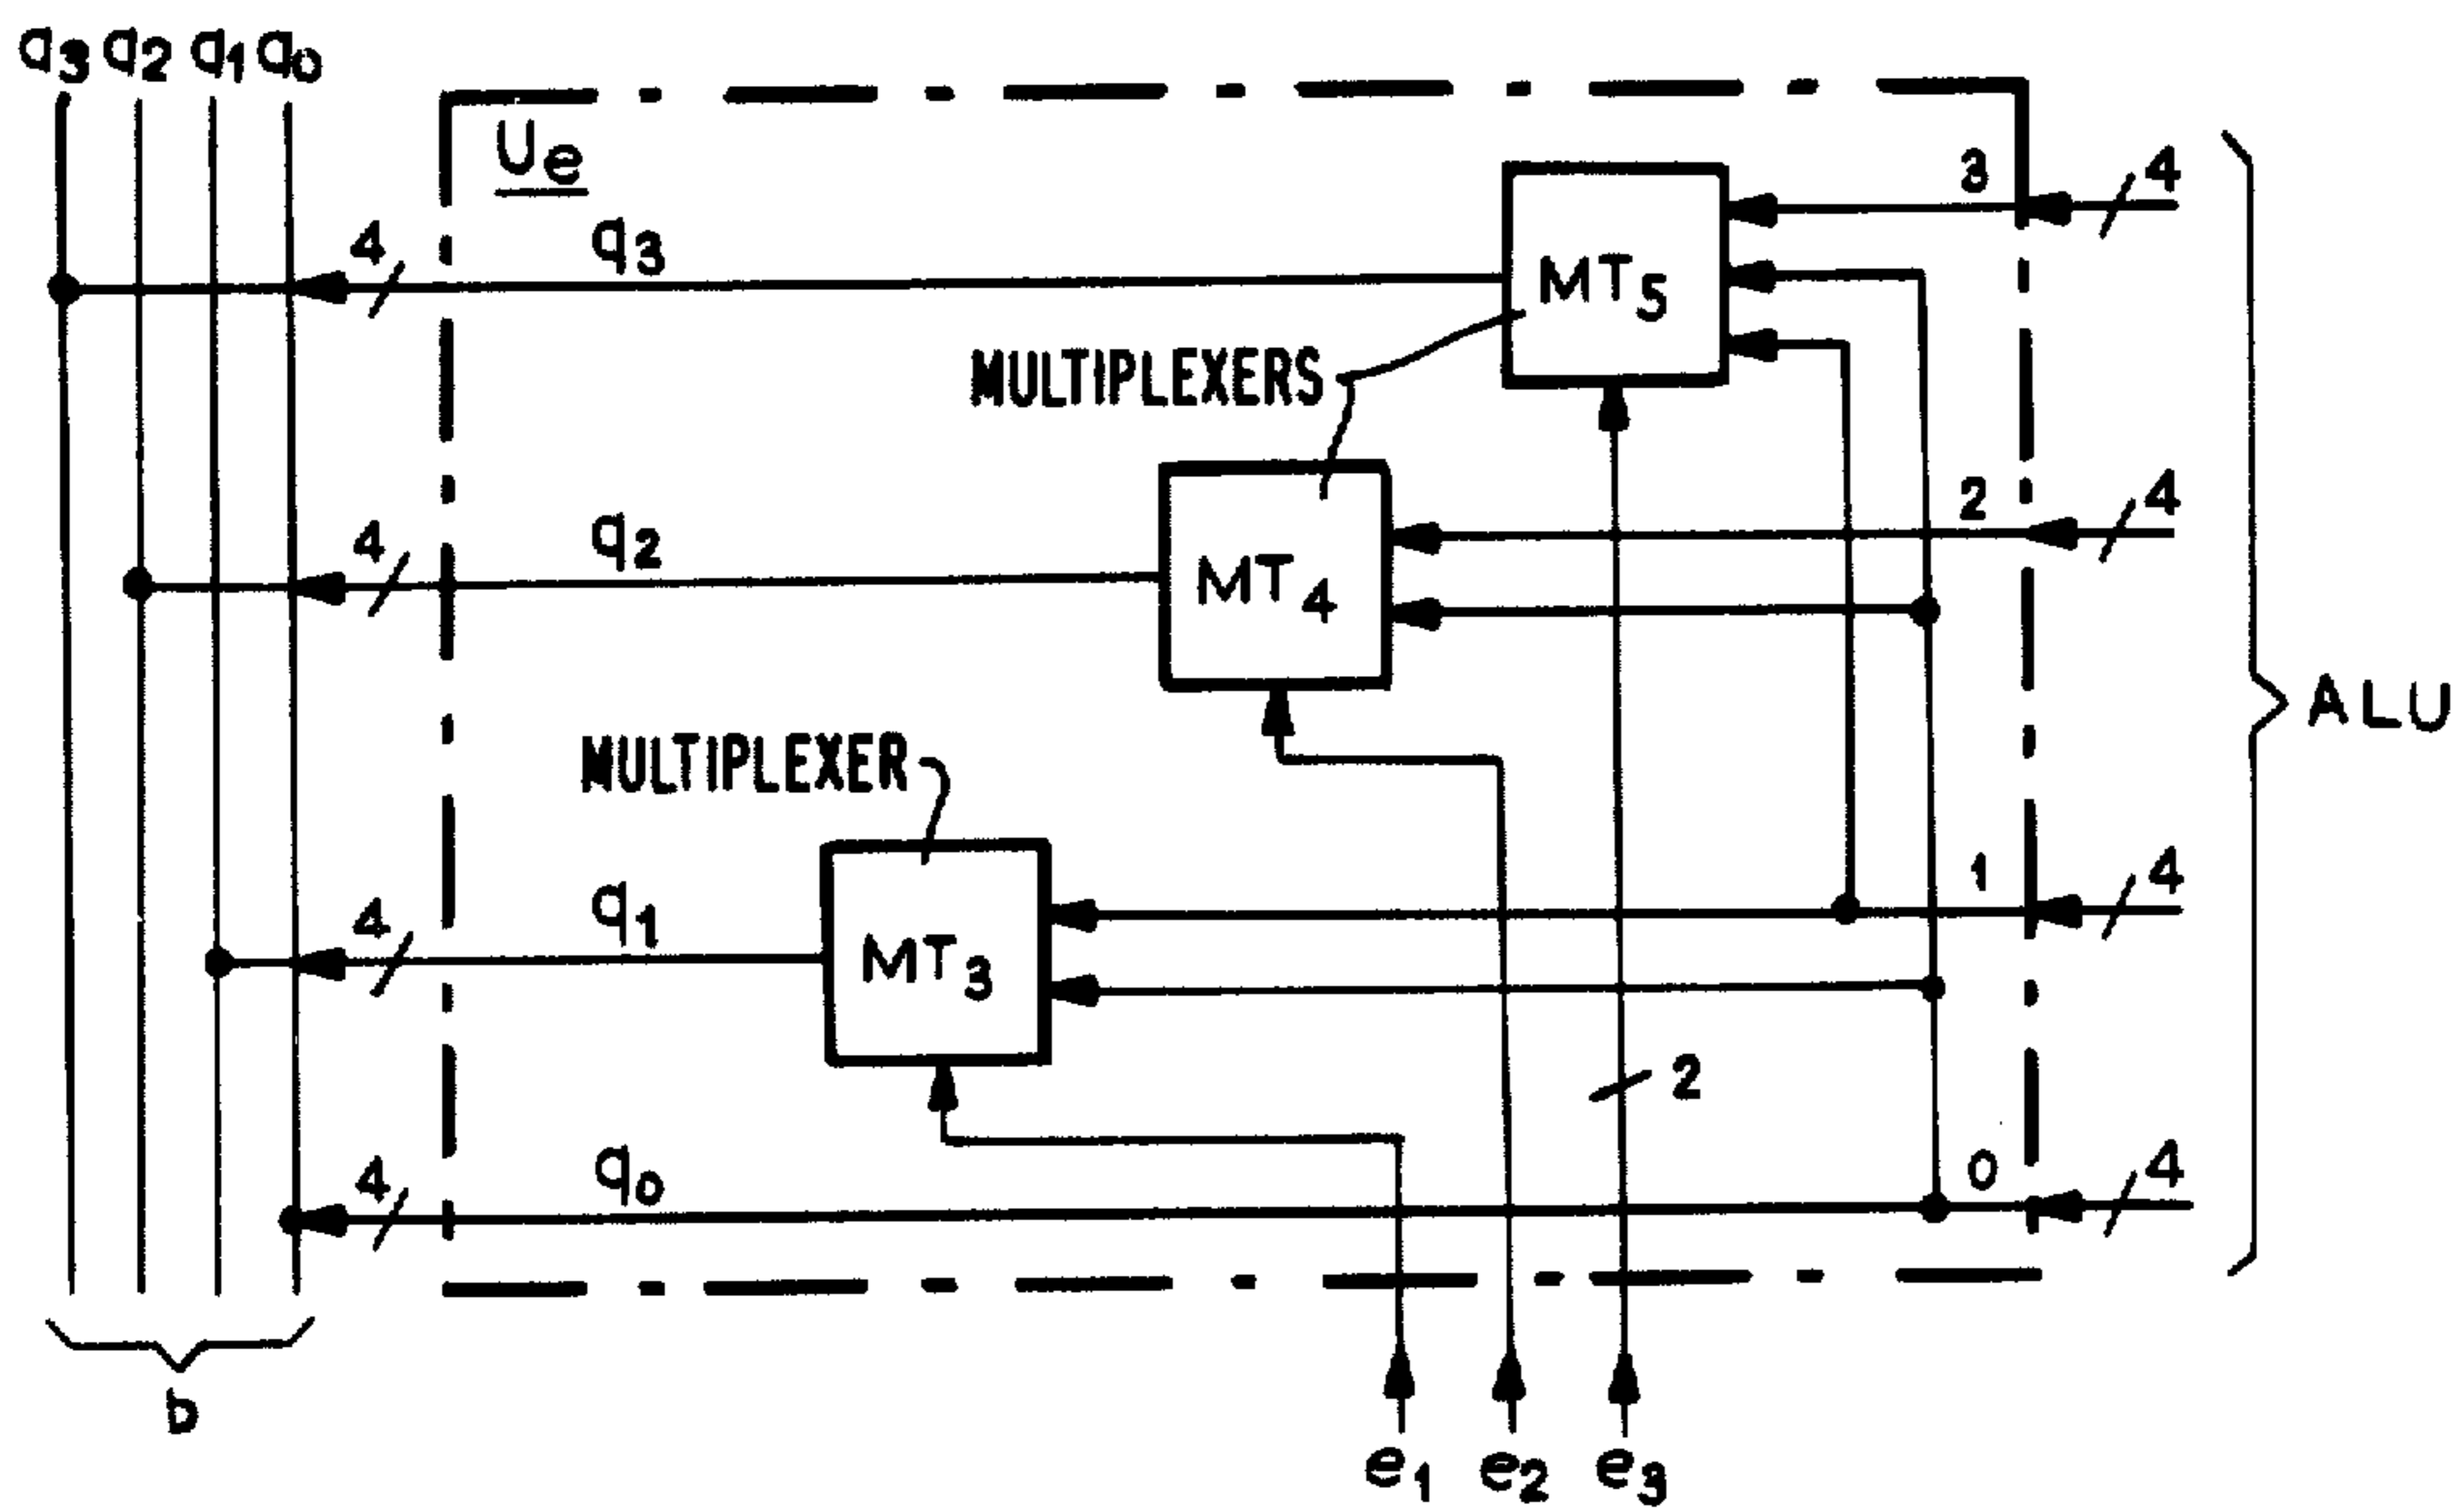 q3 q2 q1 q0
Ue
3 4
4 q3
MT5
MULTIPLEXERS
2 4
4 q2
MT4
MULTIPLEXER
ALU
1 4
4 q1
MT3
2
0 4
4 q0
b
e1 e2 e3